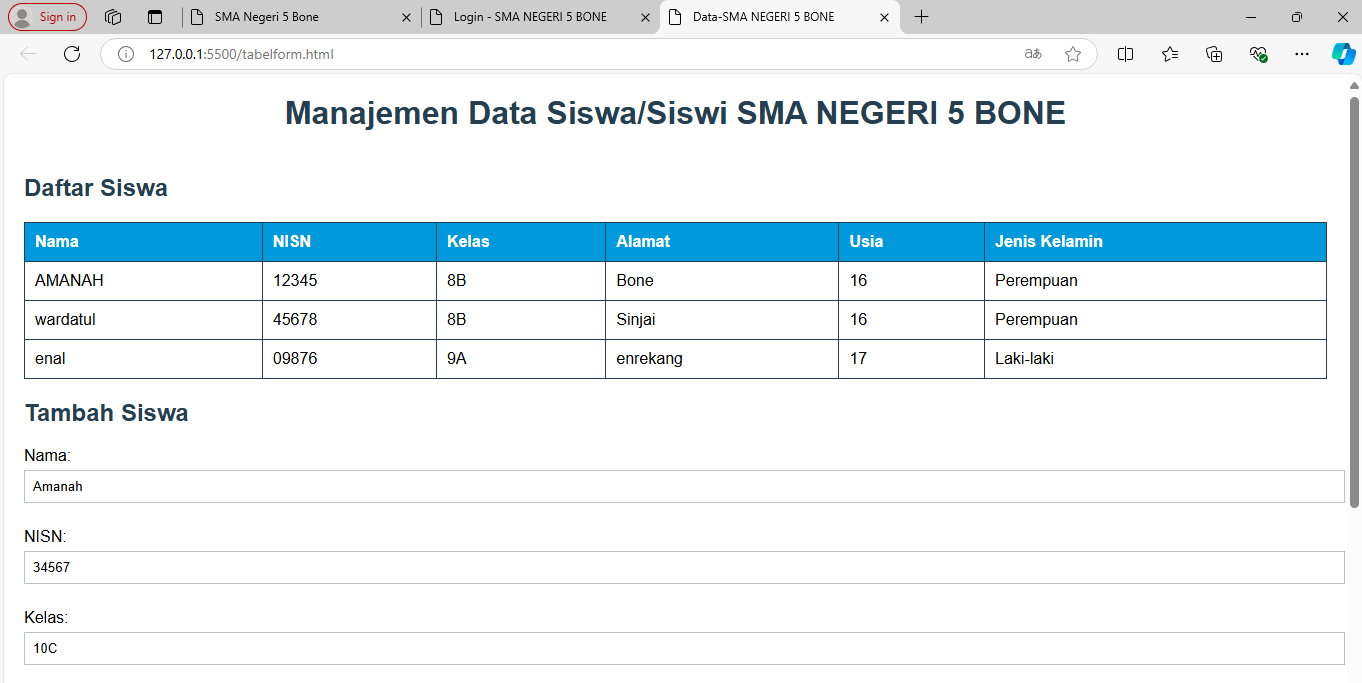 Sign in
SMA Negeri 5 Bone
Login - SMA NEGERI 5 BONE
Data-SMA NEGERI 5 BONE
127.0.0.1:5500/tabelform.html
aあ
Manajemen Data Siswa/Siswi SMA NEGERI 5 BONE
Daftar Siswa
Nama NISN Kelas Alamat Usia Jenis Kelamin
AMANAH 12345 8B Bone 16 Perempuan
wardatul 45678 8B Sinjai 16 Perempuan
enal 09876 9A enrekang 17 Laki-laki
Tambah Siswa
Nama:
Amanah
NISN:
34567
Kelas:
10C